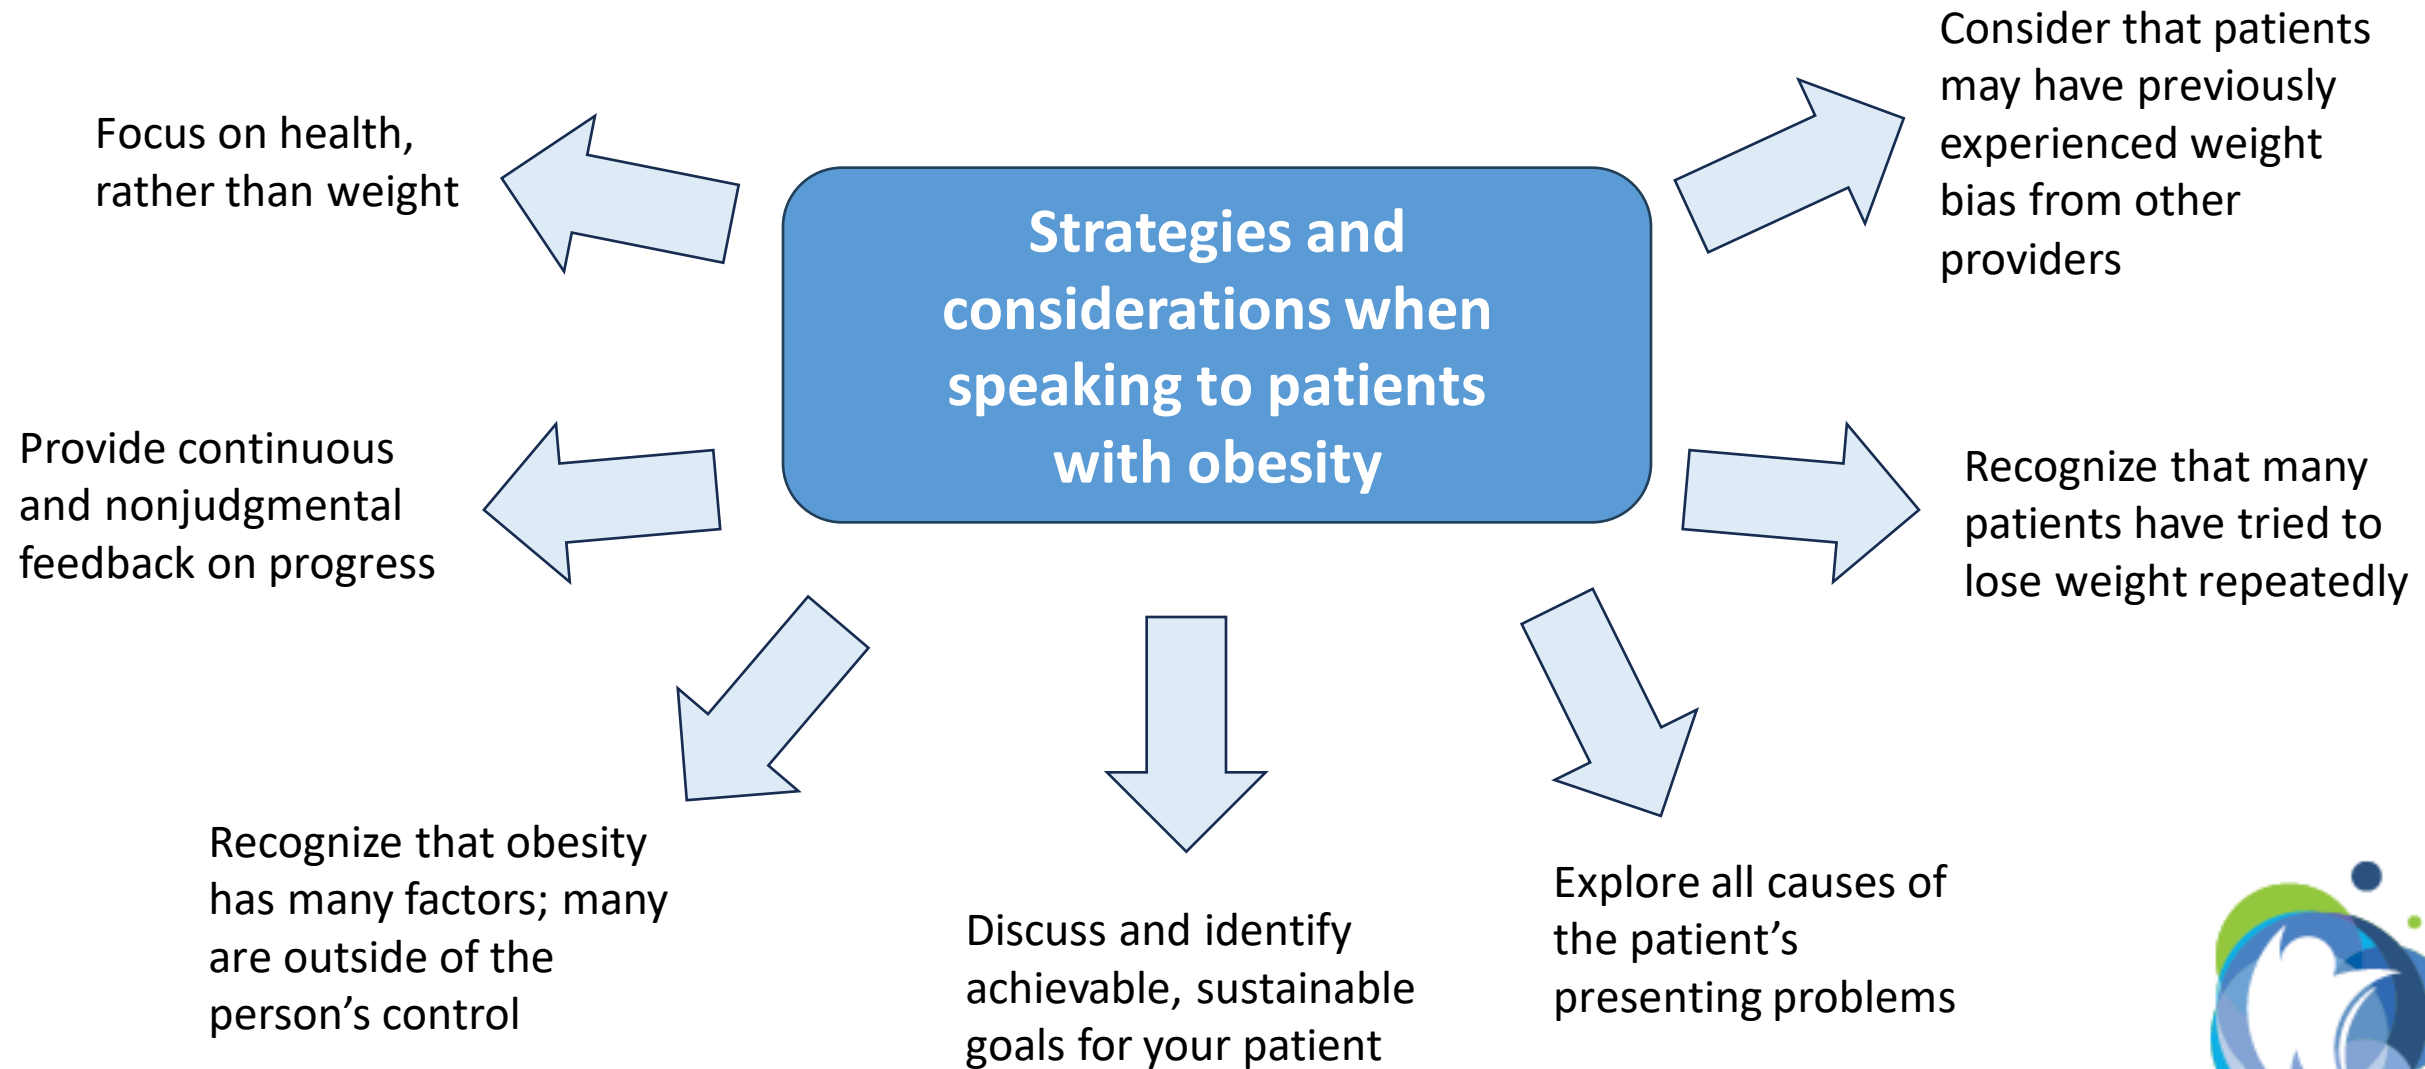 Strategies and
considerations when
speaking to patients
with obesity
Focus on health,
rather than weight
Provide continuous
and nonjudgmental
feedback on progress
Recognize that obesity
has many factors; many
are outside of the
person’s control
Discuss and identify
achievable, sustainable
goals for your patient
Explore all causes of
the patient’s
presenting problems
Recognize that many
patients have tried to
lose weight repeatedly
Consider that patients
may have previously
experienced weight
bias from other
providers